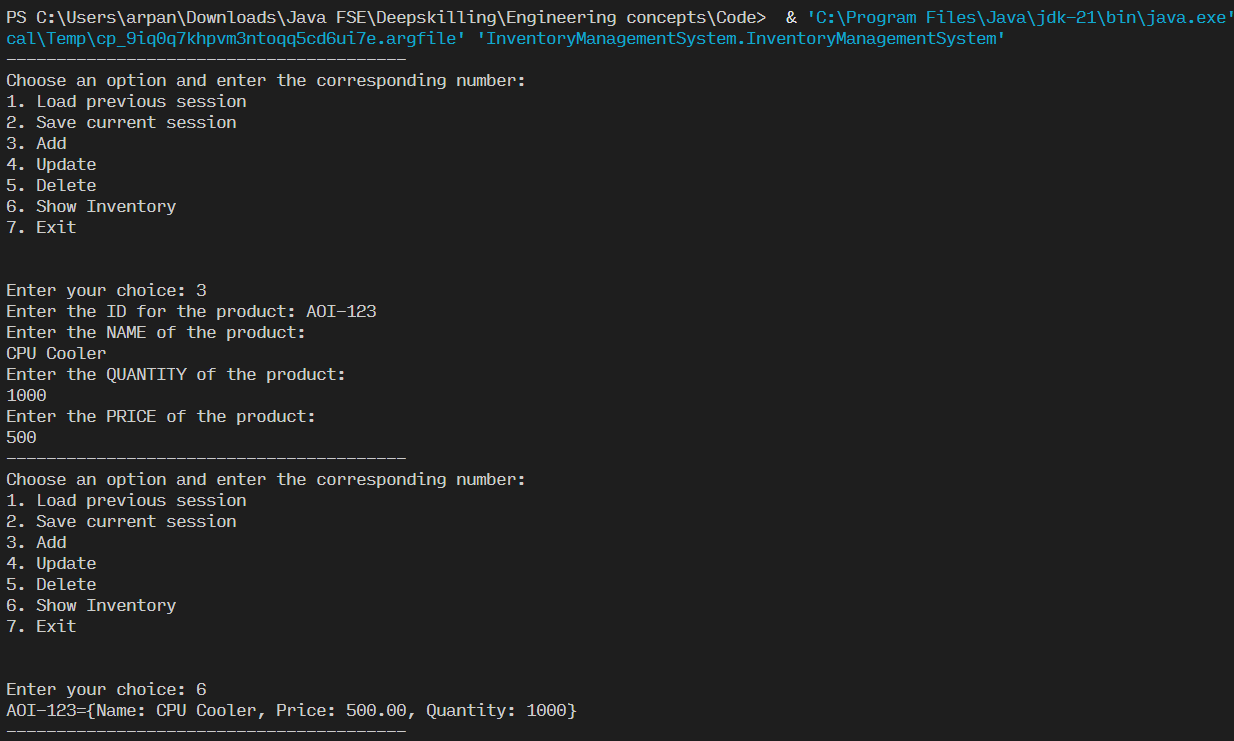 PS C:\Users\arpan\Downloads\Java FSE\Deepskilling\Engineering concepts\Code>  & 'C:\Program Files\Java\jdk-21\bin\java.exe'
cal\Temp\cp_9iq0q7khpvm3ntoqq5cd6ui7e.argfile' 'InventoryManagementSystem.InventoryManagementSystem'
----------------------------------------
Choose an option and enter the corresponding number:
1. Load previous session
2. Save current session
3. Add
4. Update
5. Delete
6. Show Inventory
7. Exit
Enter your choice: 3
Enter the ID for the product: AOI-123
Enter the NAME of the product:
CPU Cooler
Enter the QUANTITY of the product:
1000
Enter the PRICE of the product:
500
----------------------------------------
Choose an option and enter the corresponding number:
1. Load previous session
2. Save current session
3. Add
4. Update
5. Delete
6. Show Inventory
7. Exit
Enter your choice: 6
AOI-123={Name: CPU Cooler, Price: 500.00, Quantity: 1000}
----------------------------------------